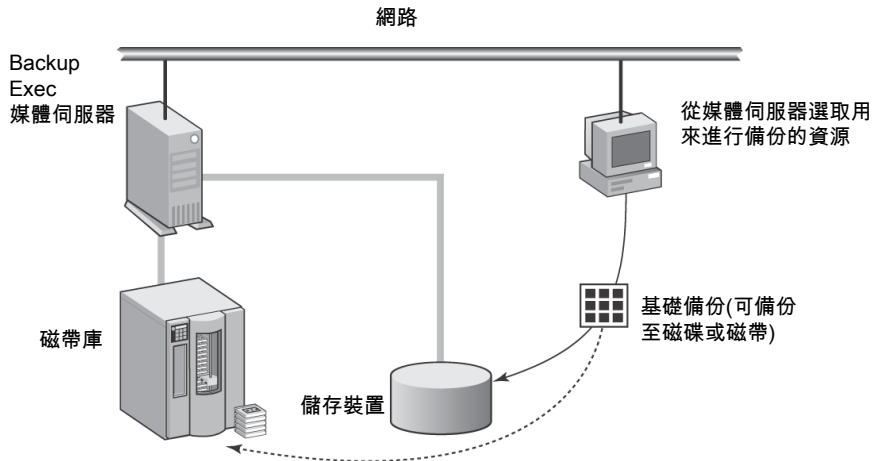 網路
Backup
Exec
媒體伺服器
從媒體伺服器選取用
來進行備份的資源
基礎備份(可備份
至磁碟或磁帶)
磁帶庫
儲存裝置